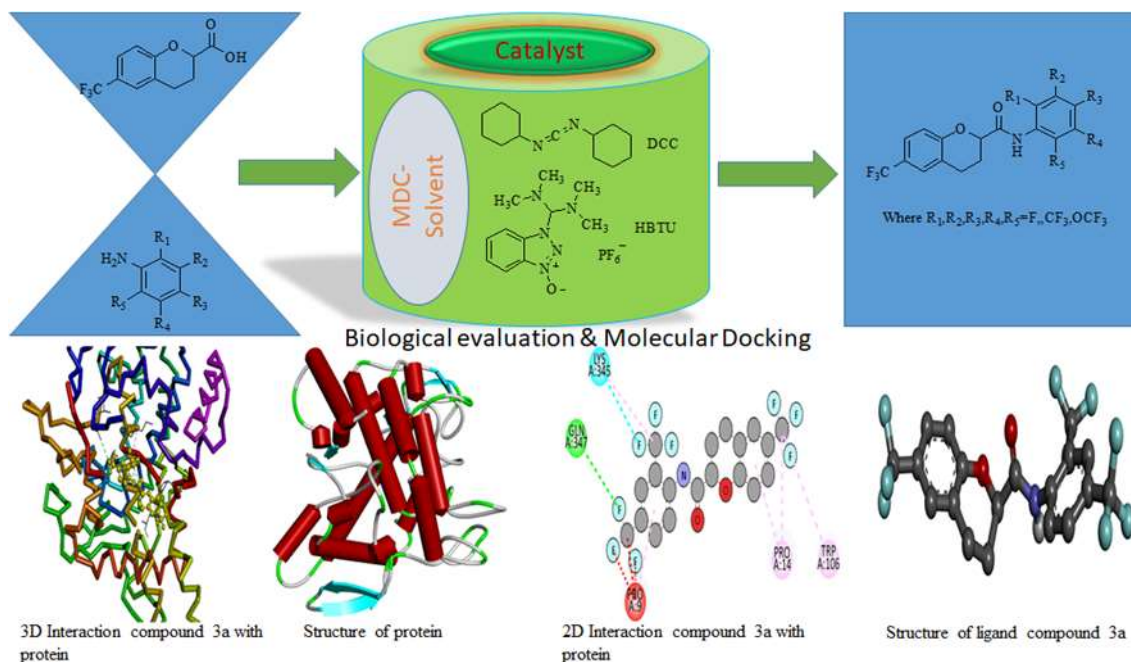 O
O
OH
F3C
H2N
R1
R2
R3
R4
R5
Catalyst
MDC-
Solvent
N
C
N
DCC
CH3
H3C
N
CH3
N
CH3
N
N
N
+
O−
HBTU
PF6−
R2
R1
R3
R4
R5
O
O
N
H
F3C
Where R1,R2,R3,R4,R5=F,,CF3,OCF3
Biological evaluation & Molecular Docking
LYS
A:345
GLN
A:347
F
F
F
F
F
F
N
O
O
F
F
F
A:9
PRO
A:14
TRP
A:106
3D Interaction compound 3a with
protein
Structure of protein
2D Interaction compound 3a with
protein
Structure of ligand compound 3a